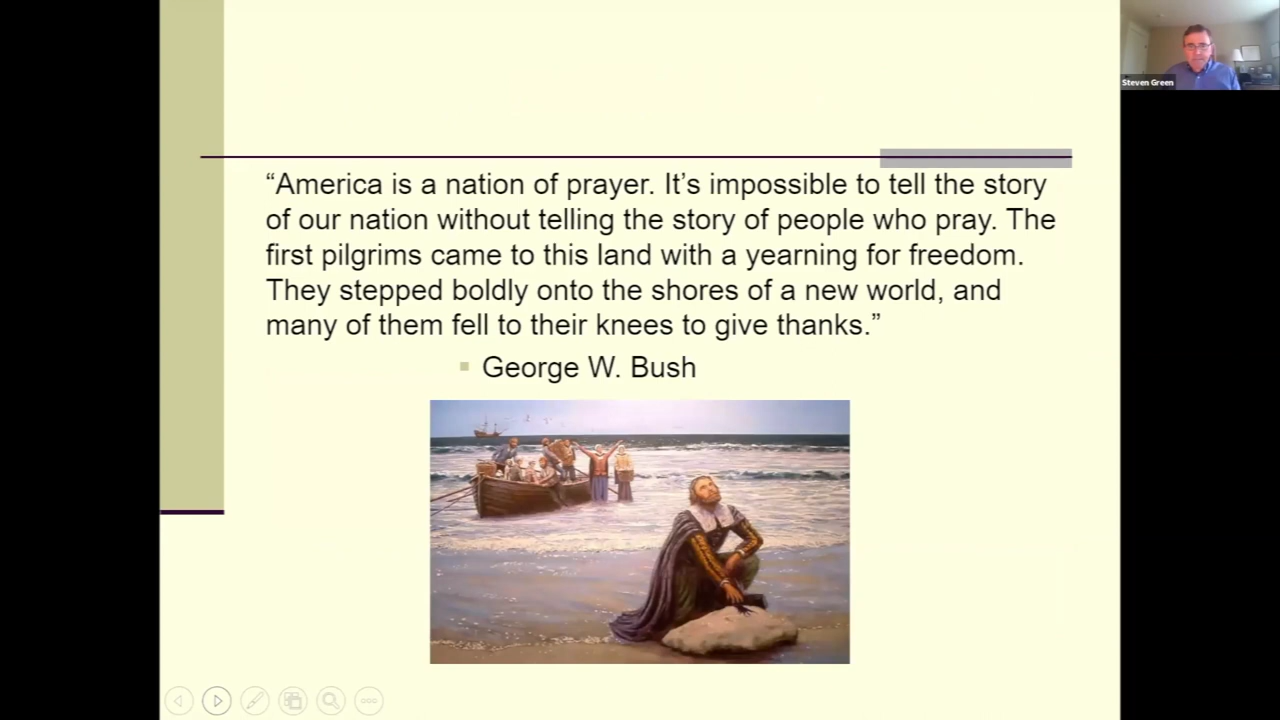 Steven Green
“America is a nation of prayer. It’s impossible to tell the story
of our nation without telling the story of people who pray. The
first pilgrims came to this land with a yearning for freedom.
They stepped boldly onto the shores of a new world, and
many of them fell to their knees to give thanks.”
George W. Bush